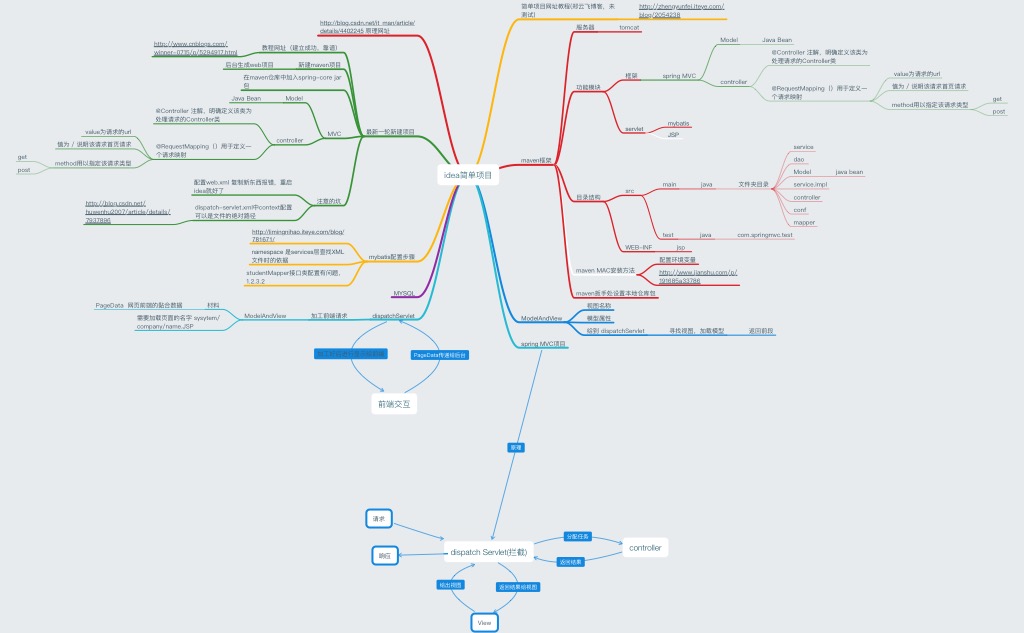 idea简单项目
http://blog.csdn.net/it_man/article/
details/4402245 原理网站
http://www.cnblogs.com/
winner-0715/p/5294917.html
教程网址（建立成功，靠谱）
后台生成web项目
新建maven项目
在maven仓库中加入spring-core jar
包
Java Bean
Model
@Controller 注解，明确定义该类为
处理请求的Controller类
controller
MVC
最新一轮新建项目
value为请求的url
值为 / 说明该请求首页请求
@RequestMapping（）用于定义一
个请求映射
get
post
method用以指定该请求类型
配置web.xml 复制新东西报错，重启
idea就好了
注意的坑
http://blog.csdn.net/
huwenhu2007/article/details/
7937896
dispatch-servlet.xml中context配置
可以是文件的绝对路径
http://limingnihao.iteye.com/blog/
781671/
namespace 是services层查找XML
文件时的依据
mybatis配置步骤
studentMapper接口类配置有问题，
1.2.3.2
MYSQL
PageData 网页前端的贴合数据
材料
需要加载页面的名字 sysytem/
company/name.JSP
ModelAndView
加工前端请求
dispatchServlet
PageData传递给后台
前端交互
简单项目网址教程(郑云飞博客，未
测试)
http://zhengyunfei.iteye.com/
blog/2054238
服务器
tomcat
maven框架
功能模块
框架
spring MVC
Model
Java Bean
controller
@Controller 注解，明确定义该类为
处理请求的Controller类
@RequestMapping（）用于定义一
个请求映射
value为请求的url
值为 / 说明该请求首页请求
method用以指定该请求类型
get
post
servlet
mybatis
JSP
目录结构
src
main
java
文件夹目录
service
dao
Model
java bean
service.impl
controller
conf
mapper
test
java
com.springmvc.test
WEB-INF
jsp
maven MAC安装方法
配置环境变量
http://www.jianshu.com/p/
191685a33786
maven新手处设置本地仓库包
ModelAndView
视图名称
模型属性
给到 dispatchServlet
寻找视图，加载模型
返回前段
spring MVC项目
原理
请求
响应
dispatch Servlet(拦截)
分配任务
返回结果
controller
给出视图
返回结果给视图
View